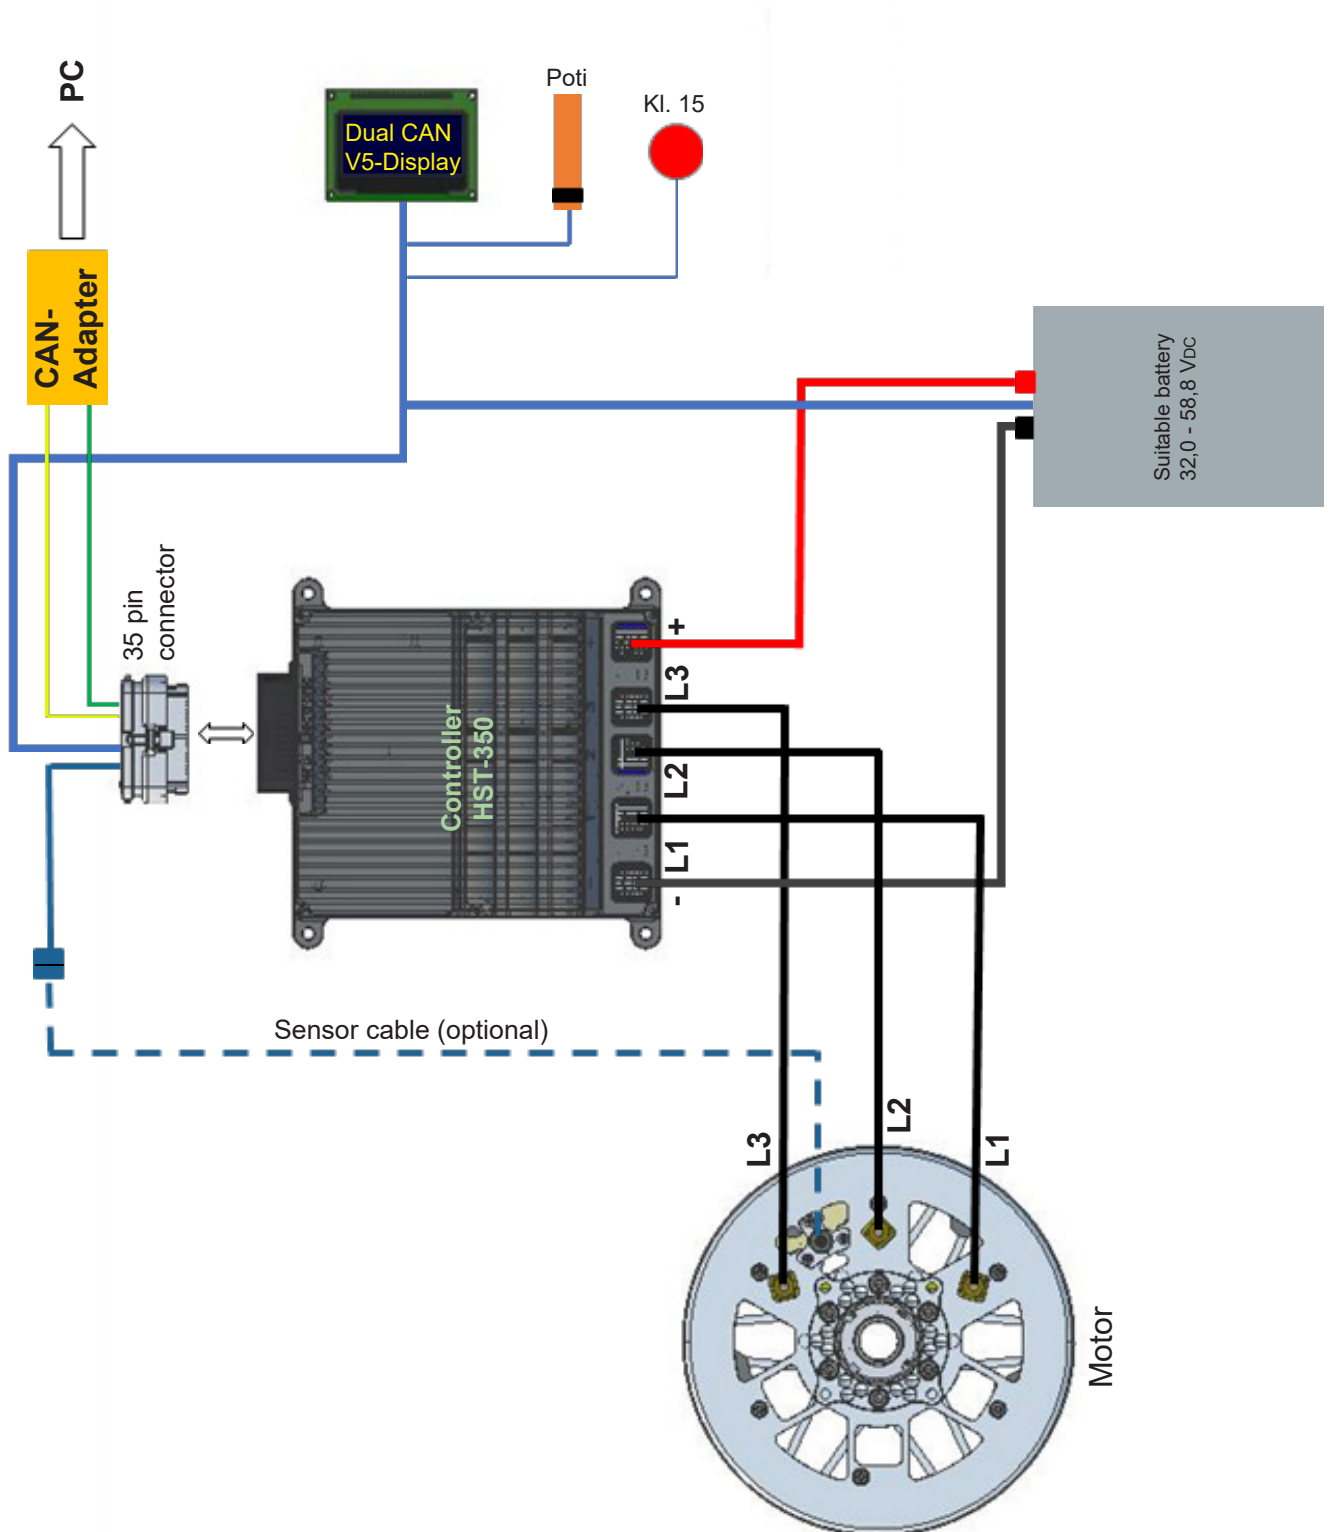 PC
Dual CAN
V5-Display
Poti
Kl. 15
CAN-
Adapter
Suitable battery
32,0 - 58,8 VDC
35 pin
connector
Controller
HST-350
+
L3
L2
L1
-
Sensor cable (optional)
L3
L2
L1
Motor